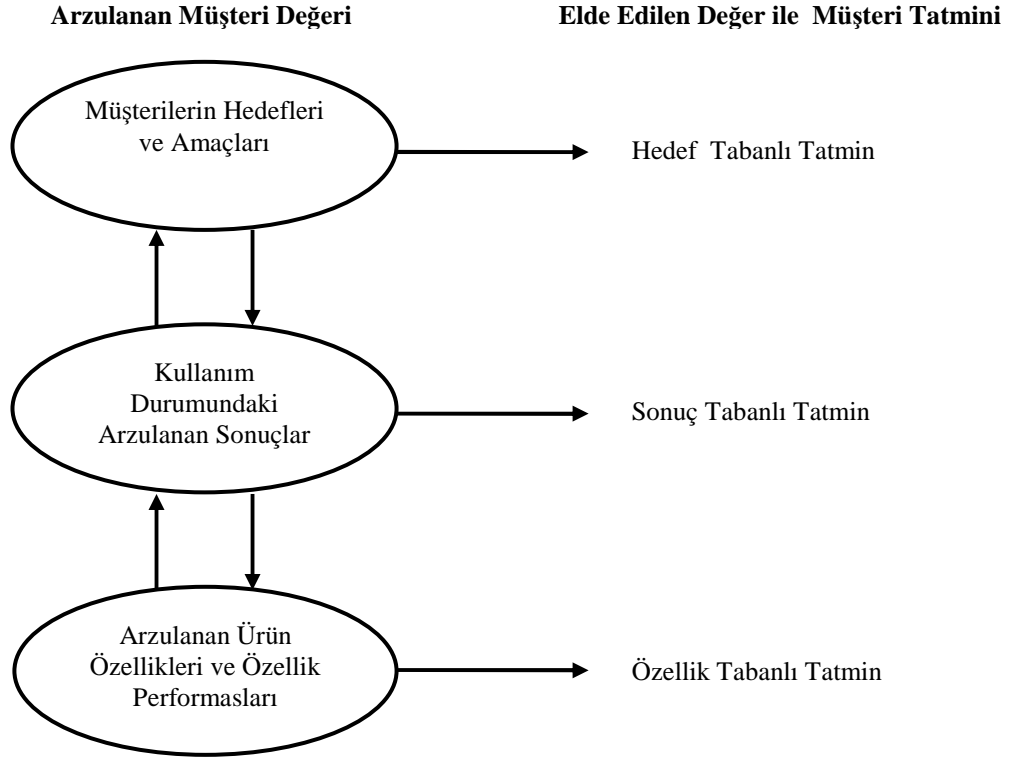 Arzulanan Müşteri Değeri
Elde Edilen Değer ile Müşteri Tatmini
Müşterilerin Hedefleri
ve Amaçları
Hedef Tabanlı Tatmin
Kullanım
Durumundaki
Arzulanan Sonuçlar
Sonuç Tabanlı Tatmin
Arzulanan Ürün
Özellikleri ve Özellik
Performasları
Özellik Tabanlı Tatmin